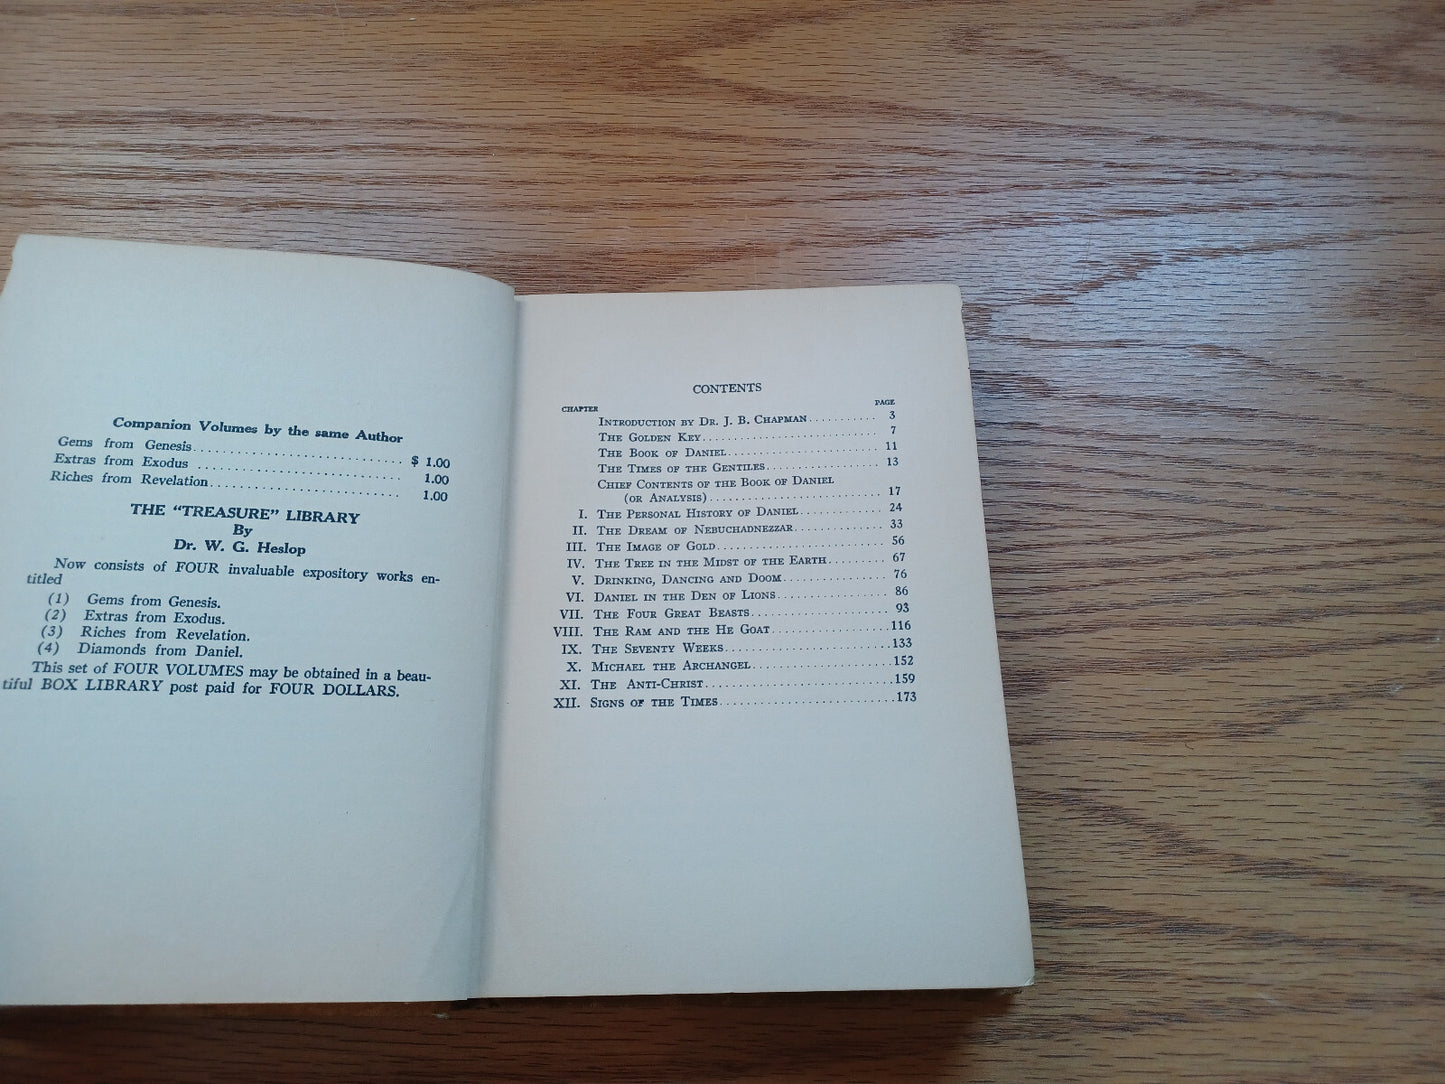 Companion Volumes by the same Author
Gems from Genesis.............................. $ 1.00
Extras from Exodus .............................. 1.00
Riches from Revelation............................ 1.00
THE "TREASURE" LIBRARY
By
Dr. W. G. Heslop
Now consists of FOUR invaluable expository works en-
titled
(1) Gems from Genesis.
(2) Extras from Exodus.
(3) Riches from Revelation.
(4) Diamonds from Daniel.
This set of FOUR VOLUMES may be obtained in a beau-
tiful BOX LIBRARY post paid for FOUR DOLLARS.
CONTENTS
CHAPTER PAGE
Introduction by Dr. J. B. Chapman........... 3
The Golden Key........................... 7
The Book of Daniel........................ 11
The Times of the Gentiles.................. 13
Chief Contents of the Book of Daniel
(or Analysis)........................... 17
I. The Personal History of Daniel............ 24
II. The Dream of Nebuchadnezzar.............. 33
III. The Image of Gold......................... 56
IV. The Tree in the Midst of the Earth........ 67
V. Drinking, Dancing and Doom............... 76
VI. Daniel in the Den of Lions................ 86
VII. The Four Great Beasts.................... 93
VIII. The Ram and the He Goat..................116
IX. The Seventy Weeks........................133
X. Michael the Archangel....................152
XI. The Anti-Christ...........................159
XII. Signs of the Times.........................173